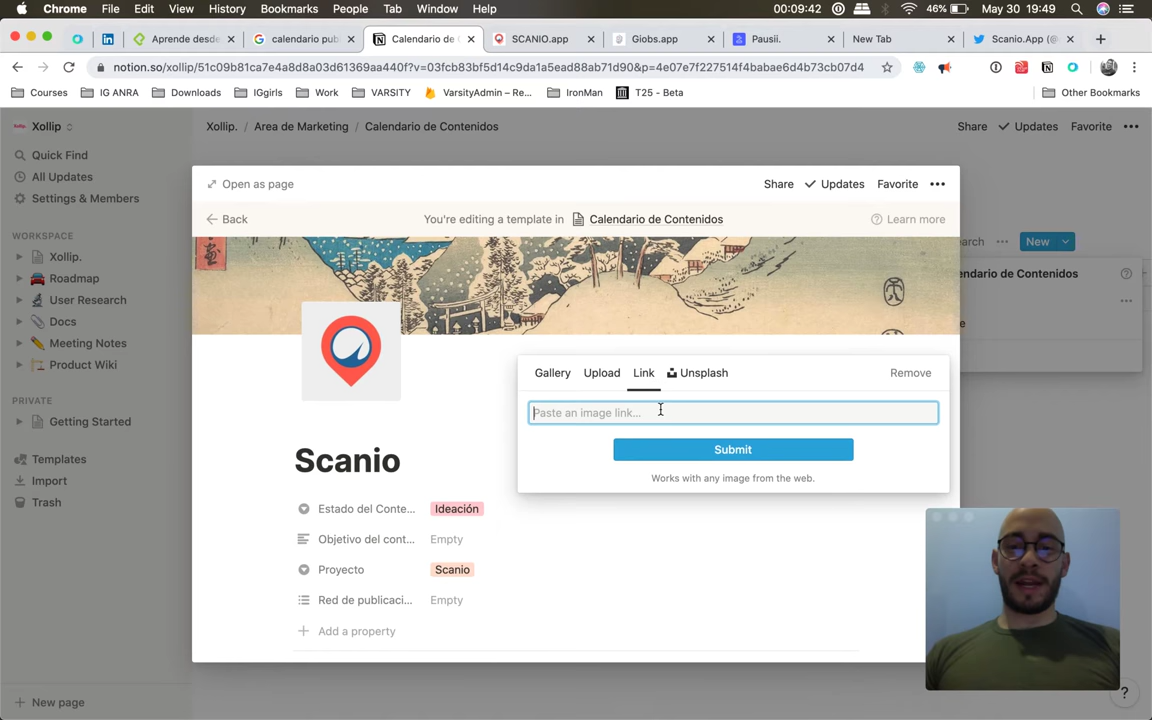 Chrome File Edit View History Bookmarks People Tab Window Help 00:09:42 46% May 30 19:49
Aprende desde calendario pub Calendario de C SCANIO.app Giobs.app Pausii. New Tab Scanio.App (@
notion.so/xollip/51c09b81ca7e4a8d8a03d61369aa440f?v=03fcb83bf5d14c9da1a5ead88ab71d90&p=4e07e7f227514f4babae6d4b73cb07d4
Courses IG ANRA Downloads IGgirls Work VARSITY VarsityAdmin – Re... IronMan T25 - Beta Other Bookmarks
Xollip Xollip. / Area de Marketing / Calendario de Contenidos Share Updates Favorite
Quick Find
All Updates
Settings & Members
WORKSPACE
Xollip.
Roadmap
User Research
Docs
Meeting Notes
Product Wiki
PRIVATE
Getting Started
Templates
Import
Trash
New page
Open as page Share Updates Favorite
Back You're editing a template in Calendario de Contenidos Learn more
earch New
endario de Contenidos
e
Gallery Upload Link Unsplash Remove
Paste an image link...
Submit
Works with any image from the web.
Scanio
Estado del Conte... Ideación
Objetivo del cont... Empty
Proyecto Scanio
Red de publicaci... Empty
Add a property
?